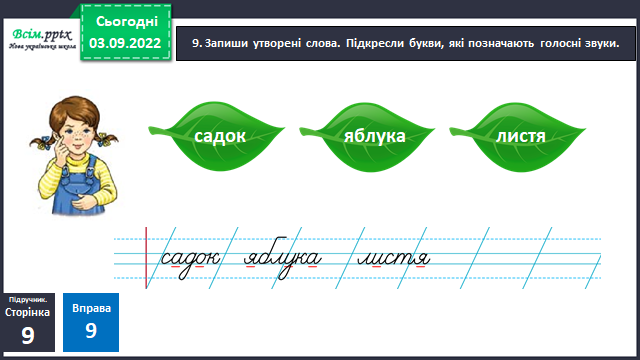 Всім.pptx
Нова українська школа
Сьогодні
03.09.2022
9. Запиши утворені слова. Підкресли букви, які позначають голосні звуки.
садок яблука листя
садок яблука листя
Підручник.
Сторінка
9
Вправа
9